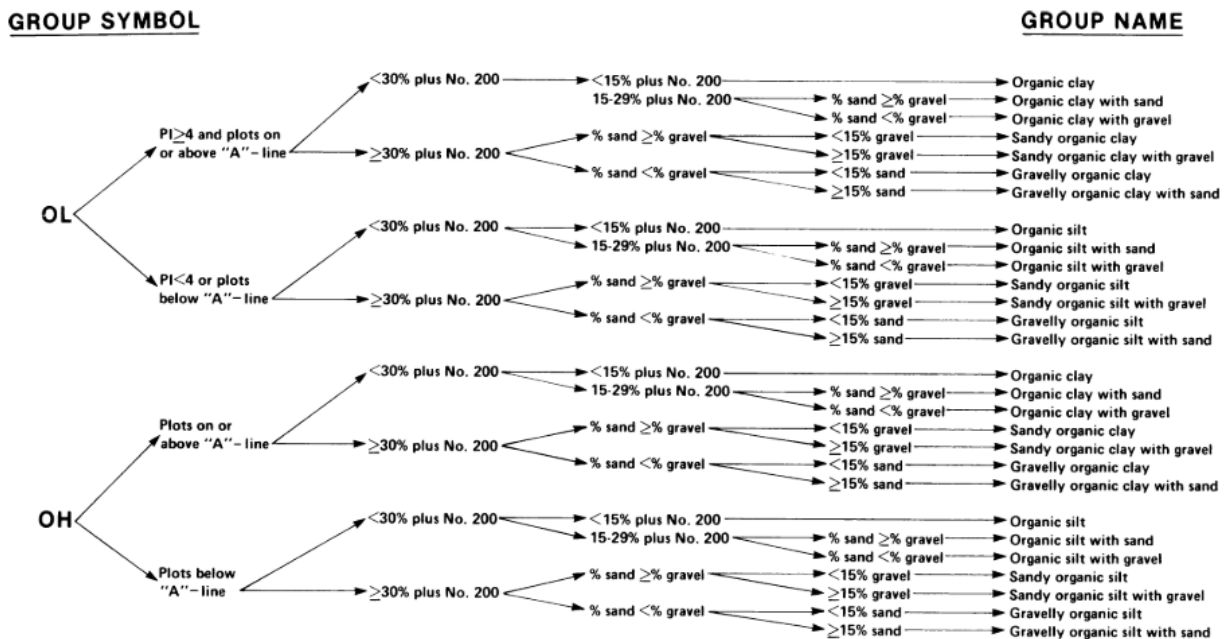 GROUP SYMBOL GROUP NAME
<30% plus No. 200 <15% plus No. 200 Organic clay
15-29% plus No. 200 % sand ≥% gravel Organic clay with sand
% sand <% gravel Organic clay with gravel
PI≥4 and plots on
or above "A"-line
% sand ≥% gravel <15% gravel Sandy organic clay
≥30% plus No. 200 ≥15% gravel Sandy organic clay with gravel
% sand <% gravel <15% sand Gravelly organic clay
≥15% sand Gravelly organic clay with sand
OL
<30% plus No. 200 <15% plus No. 200 Organic silt
15-29% plus No. 200 % sand ≥% gravel Organic silt with sand
% sand <% gravel Organic silt with gravel
PI<4 or plots
below "A"-line
% sand ≥% gravel <15% gravel Sandy organic silt
≥30% plus No. 200 ≥15% gravel Sandy organic silt with gravel
% sand <% gravel <15% sand Gravelly organic silt
≥15% sand Gravelly organic silt with sand
<30% plus No. 200 <15% plus No. 200 Organic clay
15-29% plus No. 200 % sand ≥% gravel Organic clay with sand
% sand <% gravel Organic clay with gravel
Plots on or
above "A"-line
% sand ≥% gravel <15% gravel Sandy organic clay
≥30% plus No. 200 ≥15% gravel Sandy organic clay with gravel
% sand <% gravel <15% sand Gravelly organic clay
≥15% sand Gravelly organic clay with sand
OH
<30% plus No. 200 <15% plus No. 200 Organic silt
15-29% plus No. 200 % sand ≥% gravel Organic silt with sand
% sand <% gravel Organic silt with gravel
Plots below
"A"-line
% sand ≥% gravel <15% gravel Sandy organic silt
≥30% plus No. 200 ≥15% gravel Sandy organic silt with gravel
% sand <% gravel <15% sand Gravelly organic silt
≥15% sand Gravelly organic silt with sand